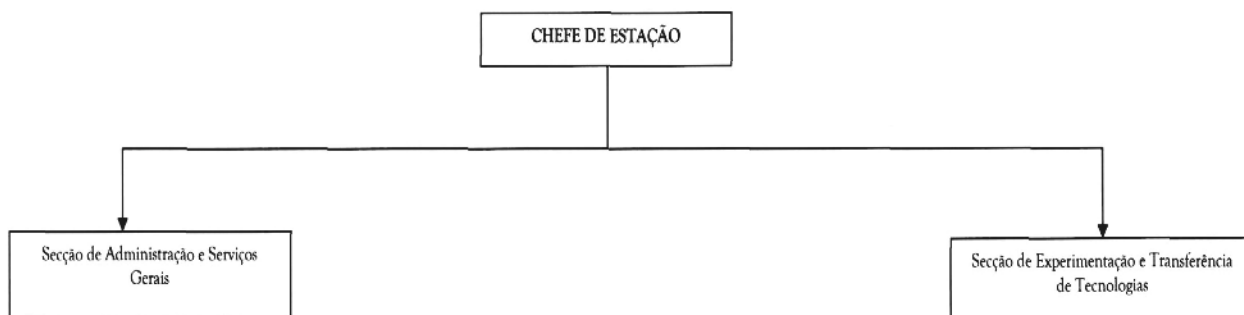 CHEFE DE ESTAÇÃO
Secção de Administração e Serviços
Gerais
Secção de Experimentação e Transferência
de Tecnologias